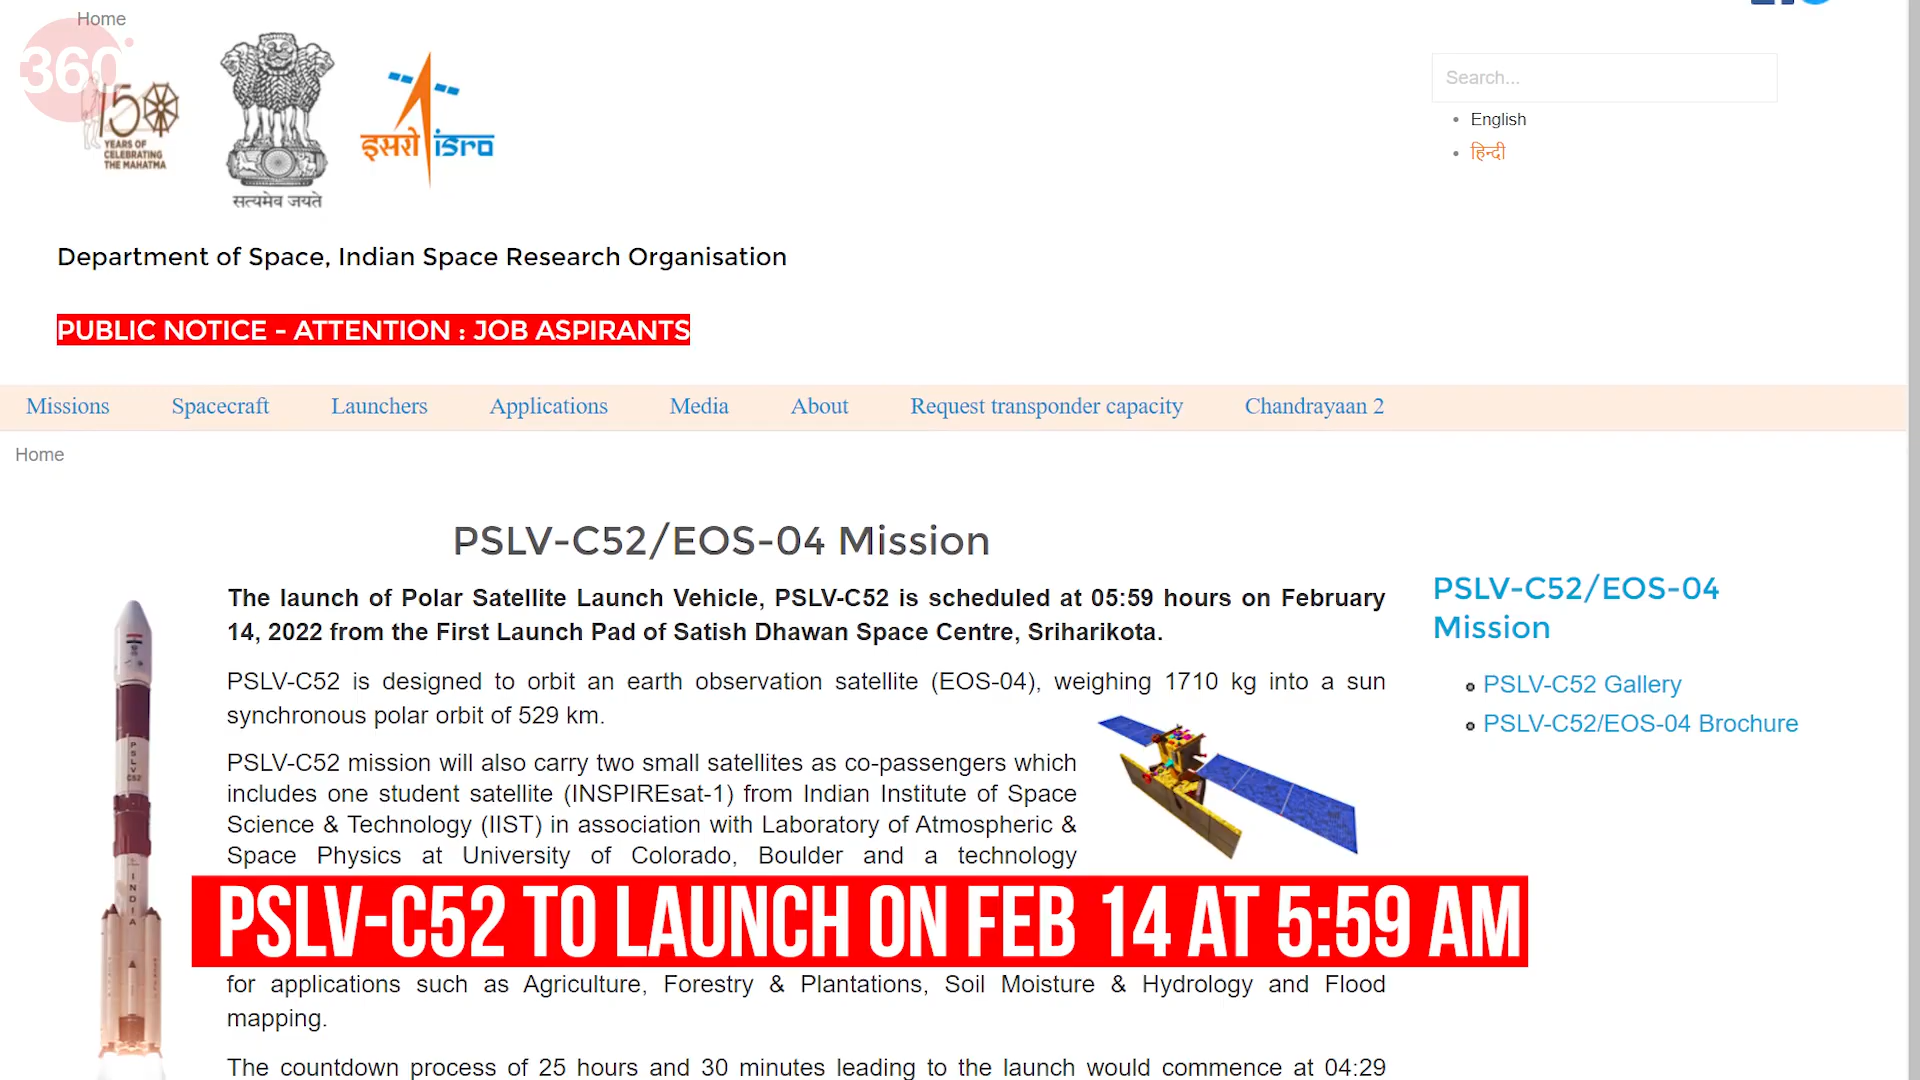 Home
360°
150
YEARS OF
CELEBRATING
THE MAHATMA
सत्यमेव जयते
इसरो isro
Search...
English
हिन्दी
Department of Space, Indian Space Research Organisation
PUBLIC NOTICE - ATTENTION : JOB ASPIRANTS
Missions Spacecraft Launchers Applications Media About Request transponder capacity Chandrayaan 2
Home
PSLV-C52/EOS-04 Mission
The launch of Polar Satellite Launch Vehicle, PSLV-C52 is scheduled at 05:59 hours on February
14, 2022 from the First Launch Pad of Satish Dhawan Space Centre, Sriharikota.
PSLV-C52 is designed to orbit an earth observation satellite (EOS-04), weighing 1710 kg into a sun
synchronous polar orbit of 529 km.
PSLV-C52 mission will also carry two small satellites as co-passengers which
includes one student satellite (INSPIREsat-1) from Indian Institute of Space
Science & Technology (IIST) in association with Laboratory of Atmospheric &
Space Physics at University of Colorado, Boulder and a technology
PSLV-C52 TO LAUNCH ON FEB 14 AT 5:59 AM
for applications such as Agriculture, Forestry & Plantations, Soil Moisture & Hydrology and Flood
mapping.
The countdown process of 25 hours and 30 minutes leading to the launch would commence at 04:29
PSLV-C52/EOS-04
Mission
PSLV-C52 Gallery
PSLV-C52/EOS-04 Brochure
PSLV
C52
INDIA